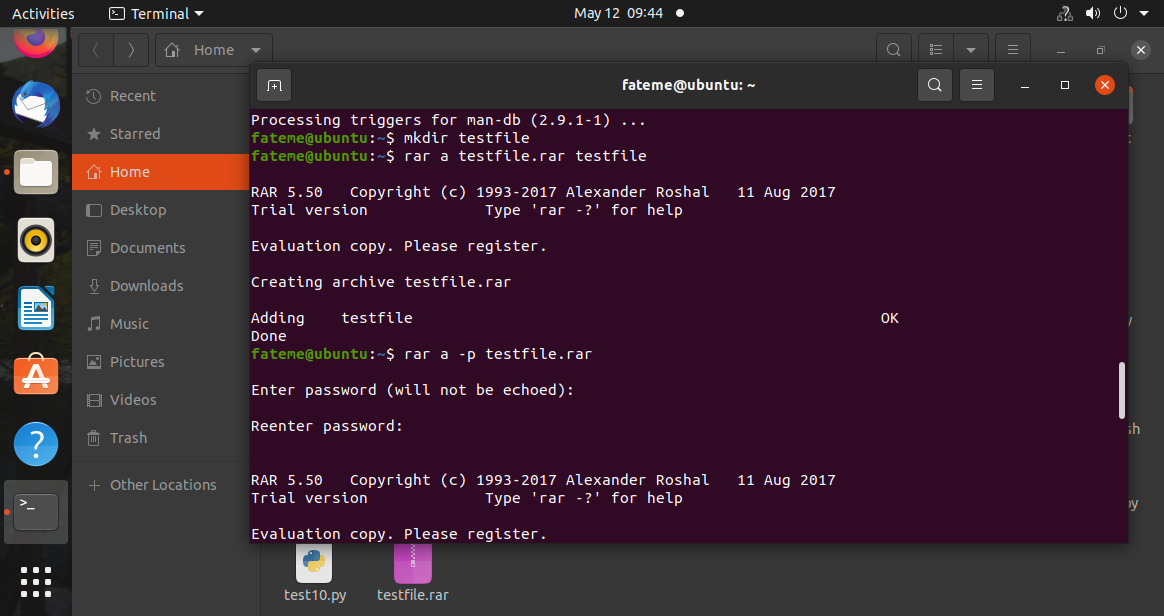 Activities Terminal May 12 09:44
Home
Recent
Starred
Home
Desktop
Documents
Downloads
Music
Pictures
Videos
Trash
Other Locations
fateme@ubuntu: ~
Processing triggers for man-db (2.9.1-1) ...
fateme@ubuntu:~$ mkdir testfile
fateme@ubuntu:~$ rar a testfile.rar testfile
RAR 5.50   Copyright (c) 1993-2017 Alexander Roshal   11 Aug 2017
Trial version             Type 'rar -?' for help
Evaluation copy. Please register.
Creating archive testfile.rar
Adding    testfile                                                    OK
Done
fateme@ubuntu:~$ rar a -p testfile.rar
Enter password (will not be echoed):
Reenter password:
RAR 5.50   Copyright (c) 1993-2017 Alexander Roshal   11 Aug 2017
Trial version             Type 'rar -?' for help
Evaluation copy. Please register.
test10.py testfile.rar